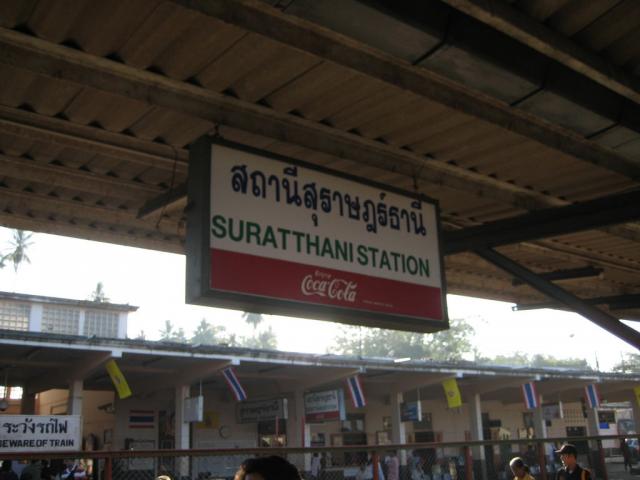 สถานีสุราษฎร์ธานี
SURATTHANI STATION
Enjoy
Coca-Cola
ระวังรถไฟ
BEWARE OF TRAIN